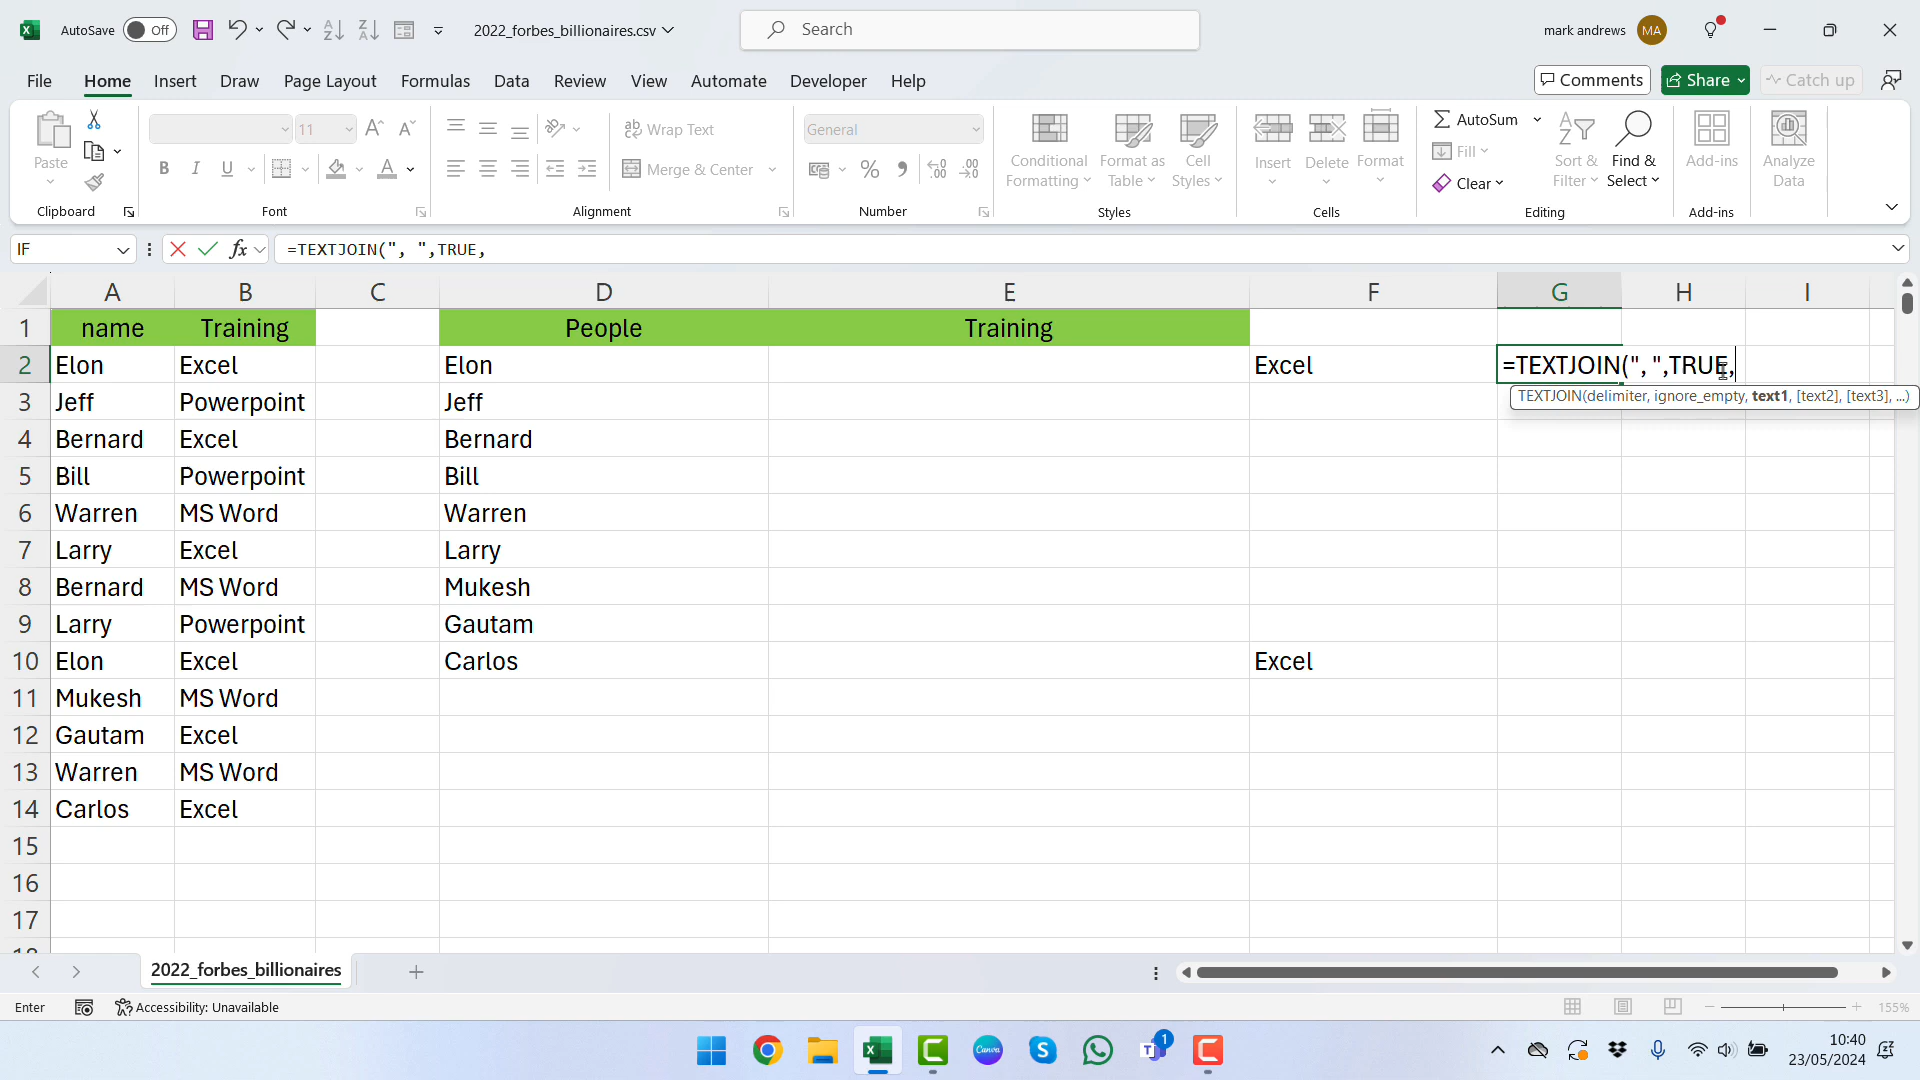 AutoSave Off 2022_forbes_billionaires.csv Search mark andrews MA
File Home Insert Draw Page Layout Formulas Data Review View Automate Developer Help Comments Share Catch up
Paste
Clipboard
11
B I U A
Font
Wrap Text
Merge & Center
Alignment
General
%
Number
Conditional Formatting
Format as Table
Cell Styles
Styles
Insert
Delete
Format
Cells
AutoSum
Fill
Clear
Sort & Filter
Find & Select
Editing
Add-ins
Add-ins
Analyze Data
IF fx =TEXTJOIN(", ",TRUE,
A B C D E F G H I
1 name Training People Training
2 Elon Excel Elon Excel =TEXTJOIN(", ",TRUE,
TEXTJOIN(delimiter, ignore_empty, text1, [text2], [text3], ...)
3 Jeff Powerpoint Jeff
4 Bernard Excel Bernard
5 Bill Powerpoint Bill
6 Warren MS Word Warren
7 Larry Excel Larry
8 Bernard MS Word Mukesh
9 Larry Powerpoint Gautam
10 Elon Excel Carlos Excel
11 Mukesh MS Word
12 Gautam Excel
13 Warren MS Word
14 Carlos Excel
15
16
17
18
2022_forbes_billionaires
Enter Accessibility: Unavailable 155%
Canva
1
10:40
23/05/2024